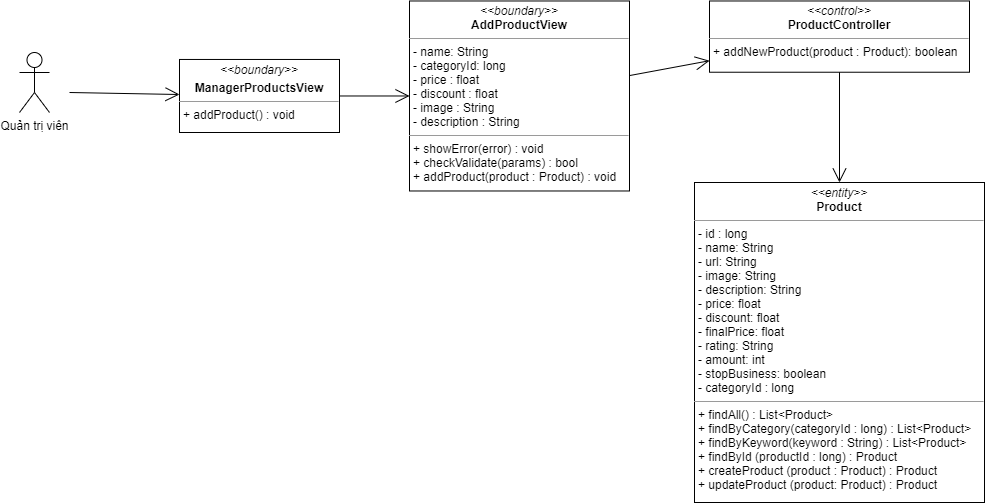 Quản trị viên
<<boundary>>
ManagerProductsView
+ addProduct() : void
<<boundary>>
AddProductView
- name: String
- categoryId: long
- price : float
- discount : float
- image : String
- description : String
+ showError(error) : void
+ checkValidate(params) : bool
+ addProduct(product : Product) : void
<<control>>
ProductController
+ addNewProduct(product : Product): boolean
<<entity>>
Product
- id : long
- name: String
- url: String
- image: String
- description: String
- price: float
- discount: float
- finalPrice: float
- rating: String
- amount: int
- stopBusiness: boolean
- categoryId : long
+ findAll() : List<Product>
+ findByCategory(categoryId : long) : List<Product>
+ findByKeyword(keyword : String) : List<Product>
+ findById (productId : long) : Product
+ createProduct (product : Product) : Product
+ updateProduct (product: Product) : Product